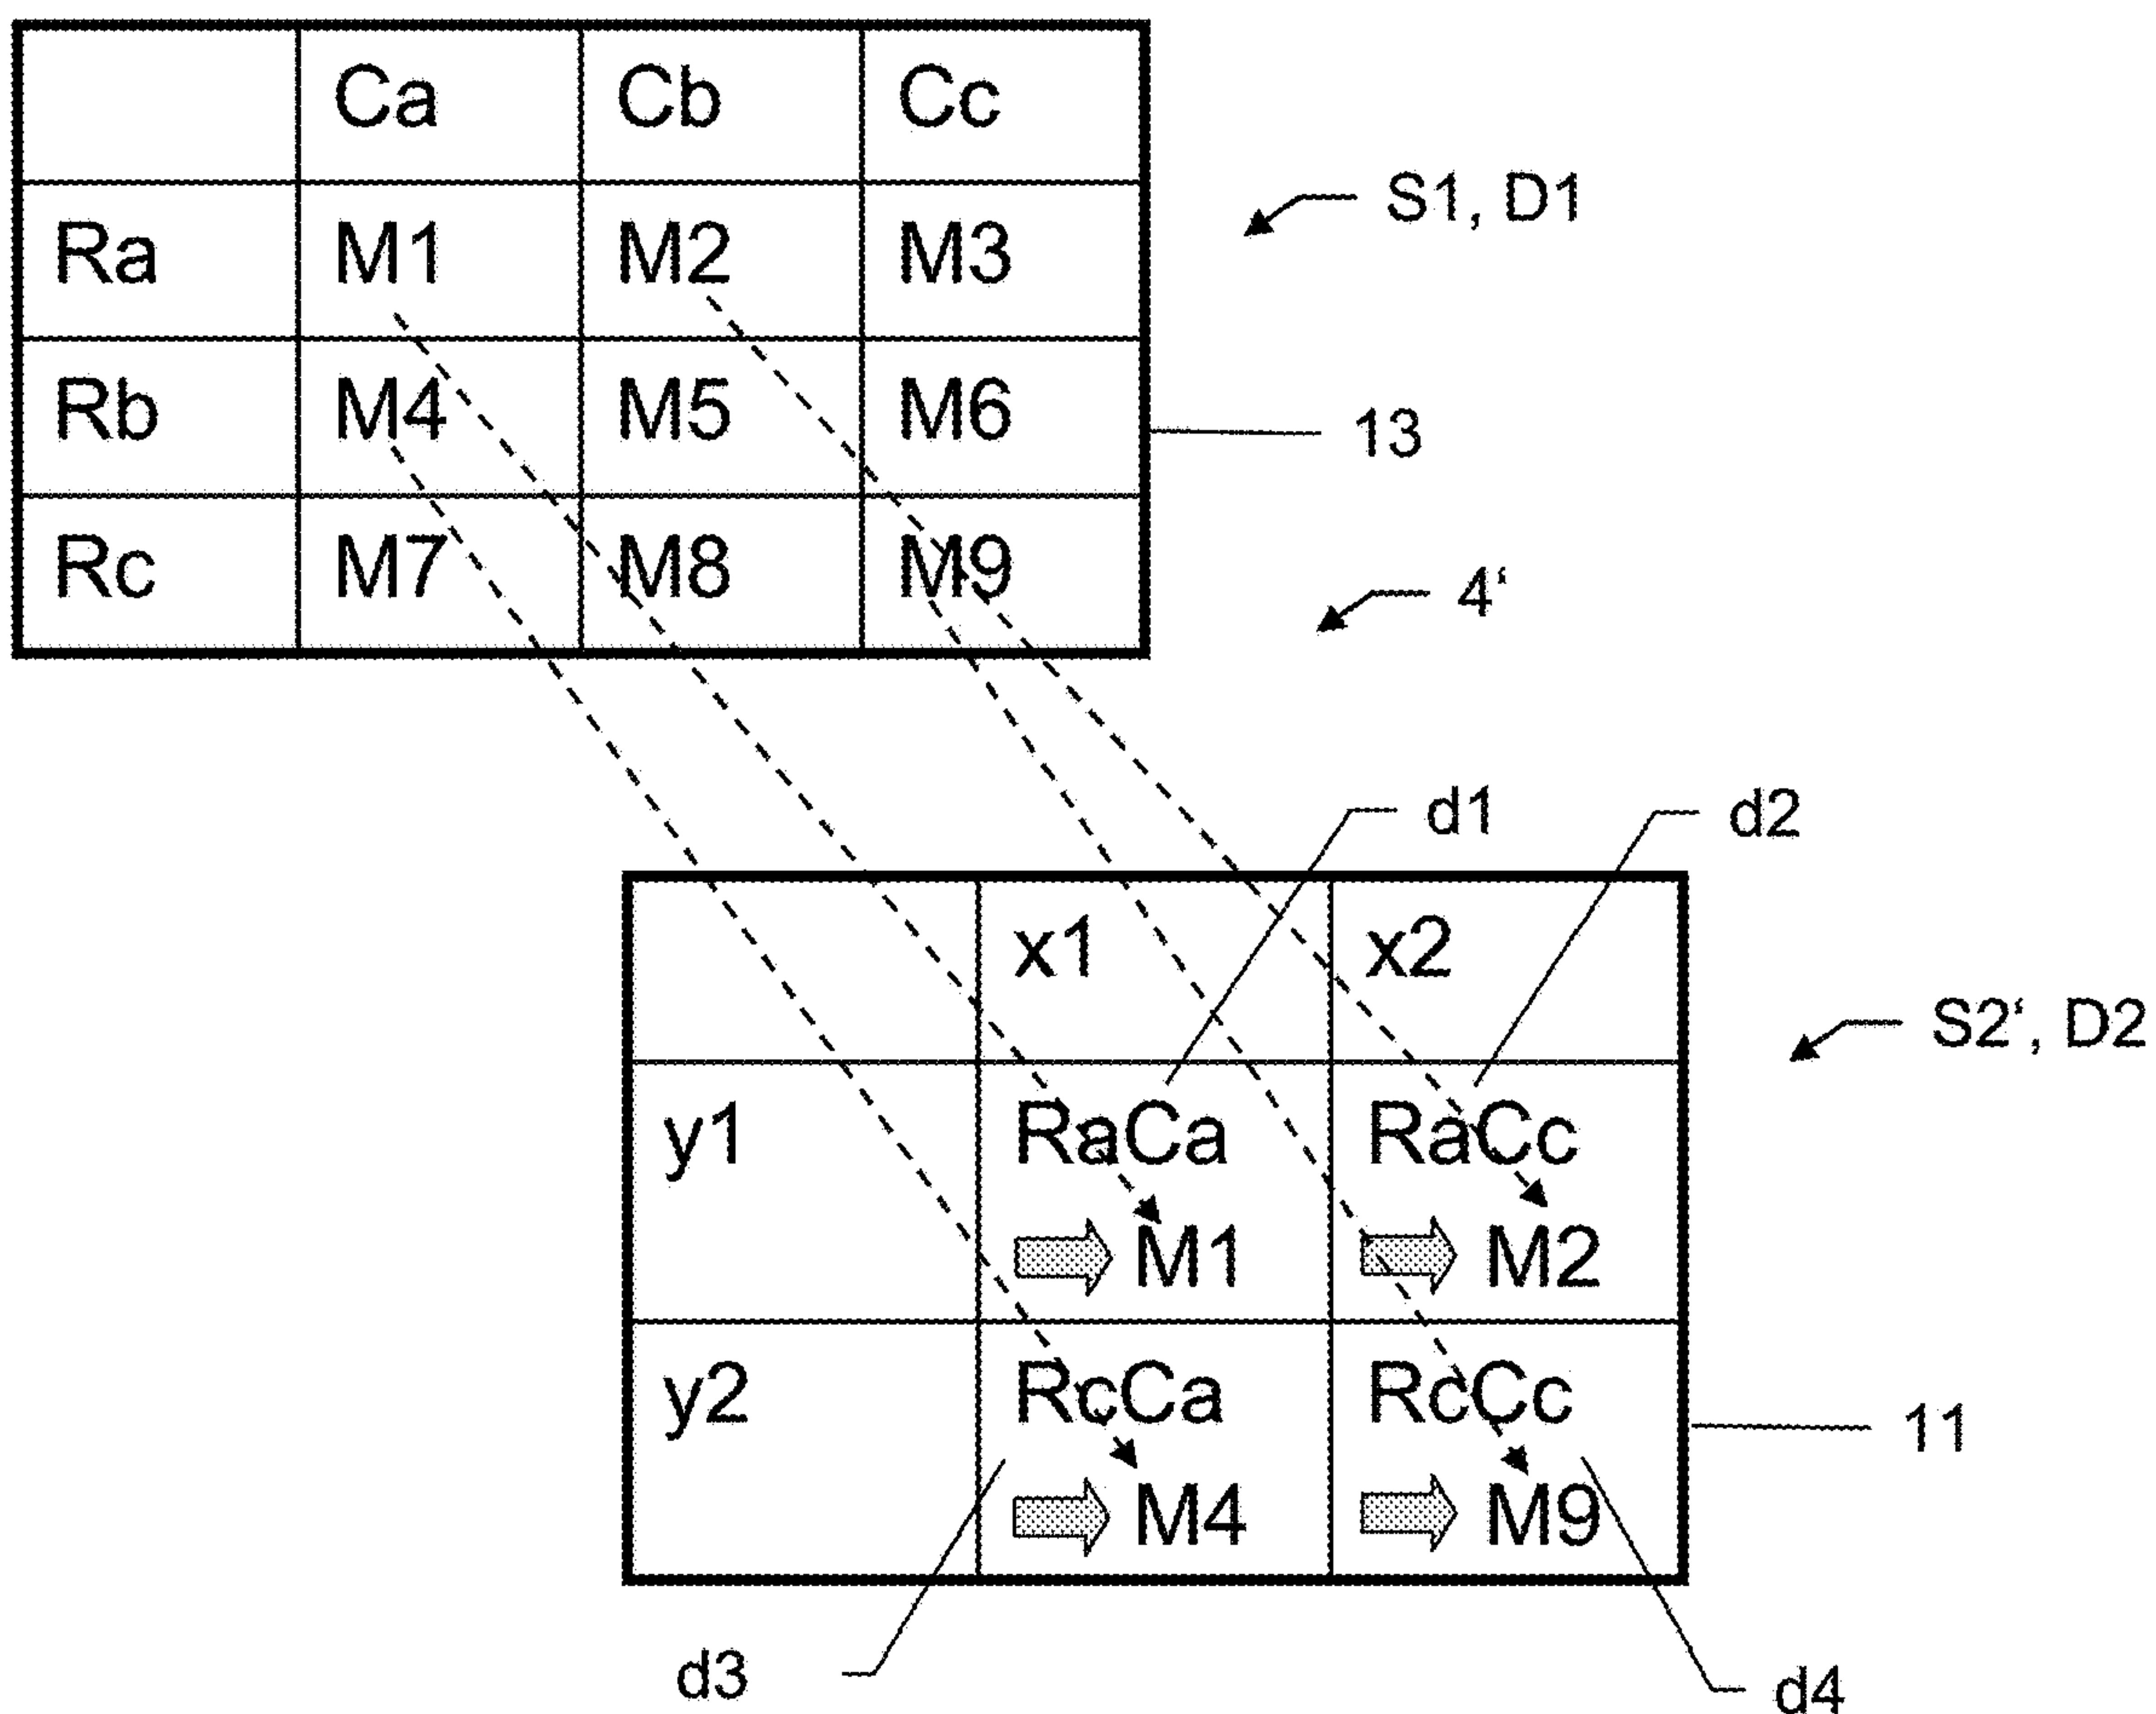 Ca Cb Cc
Ra M1 M2 M3
S1, D1
Rb M4 M5 M6
13
Rc M7 M8 M9
4‘
d1 d2
x1 x2
S2‘, D2
y1 RaCa RaCc
M1 M2
y2 RcCa RcCc
11
M4 M9
d3 d4